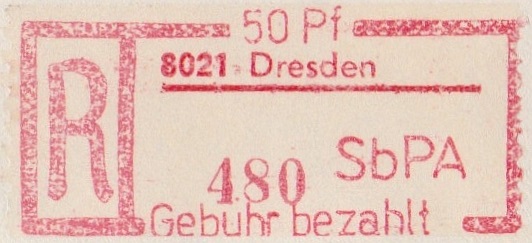 50 Pf
R
8021 Dresden
480 SbPA
Gebühr bezahlt